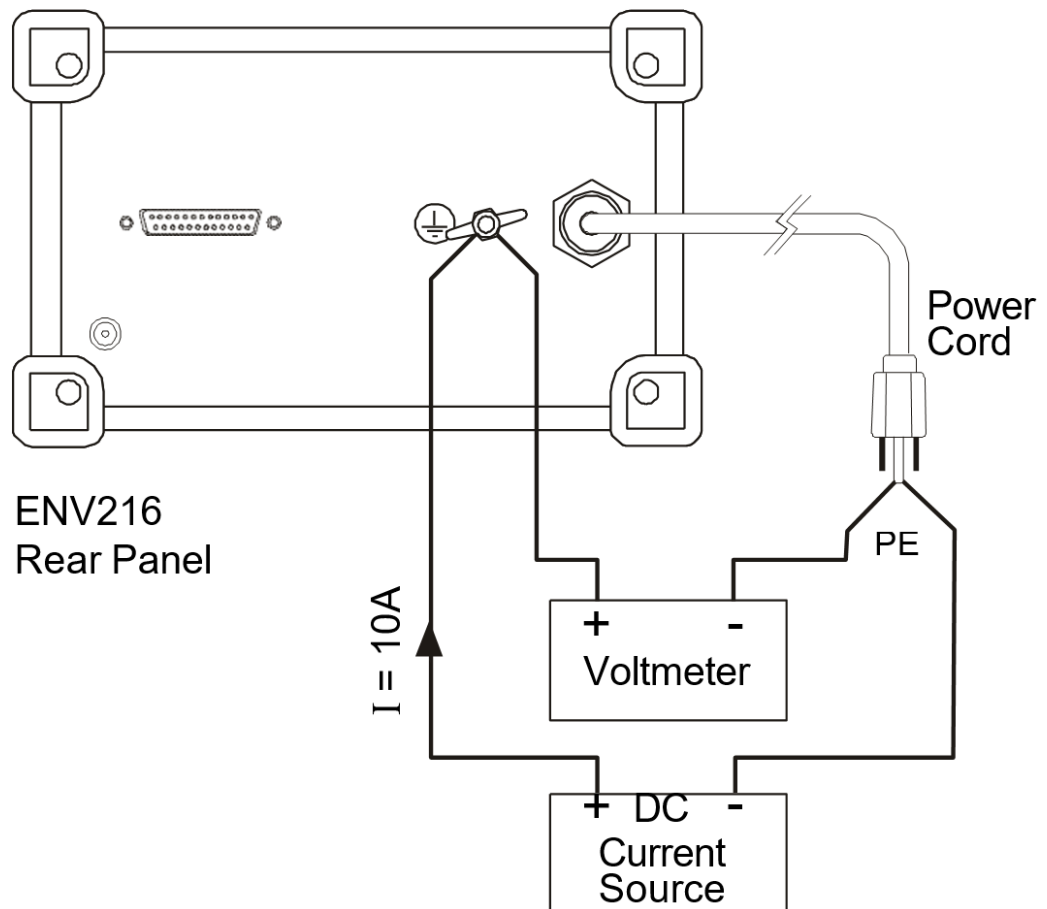 Power
Cord
ENV216
Rear Panel
PE
I = 10A
+ -
Voltmeter
+ DC -
Current
Source